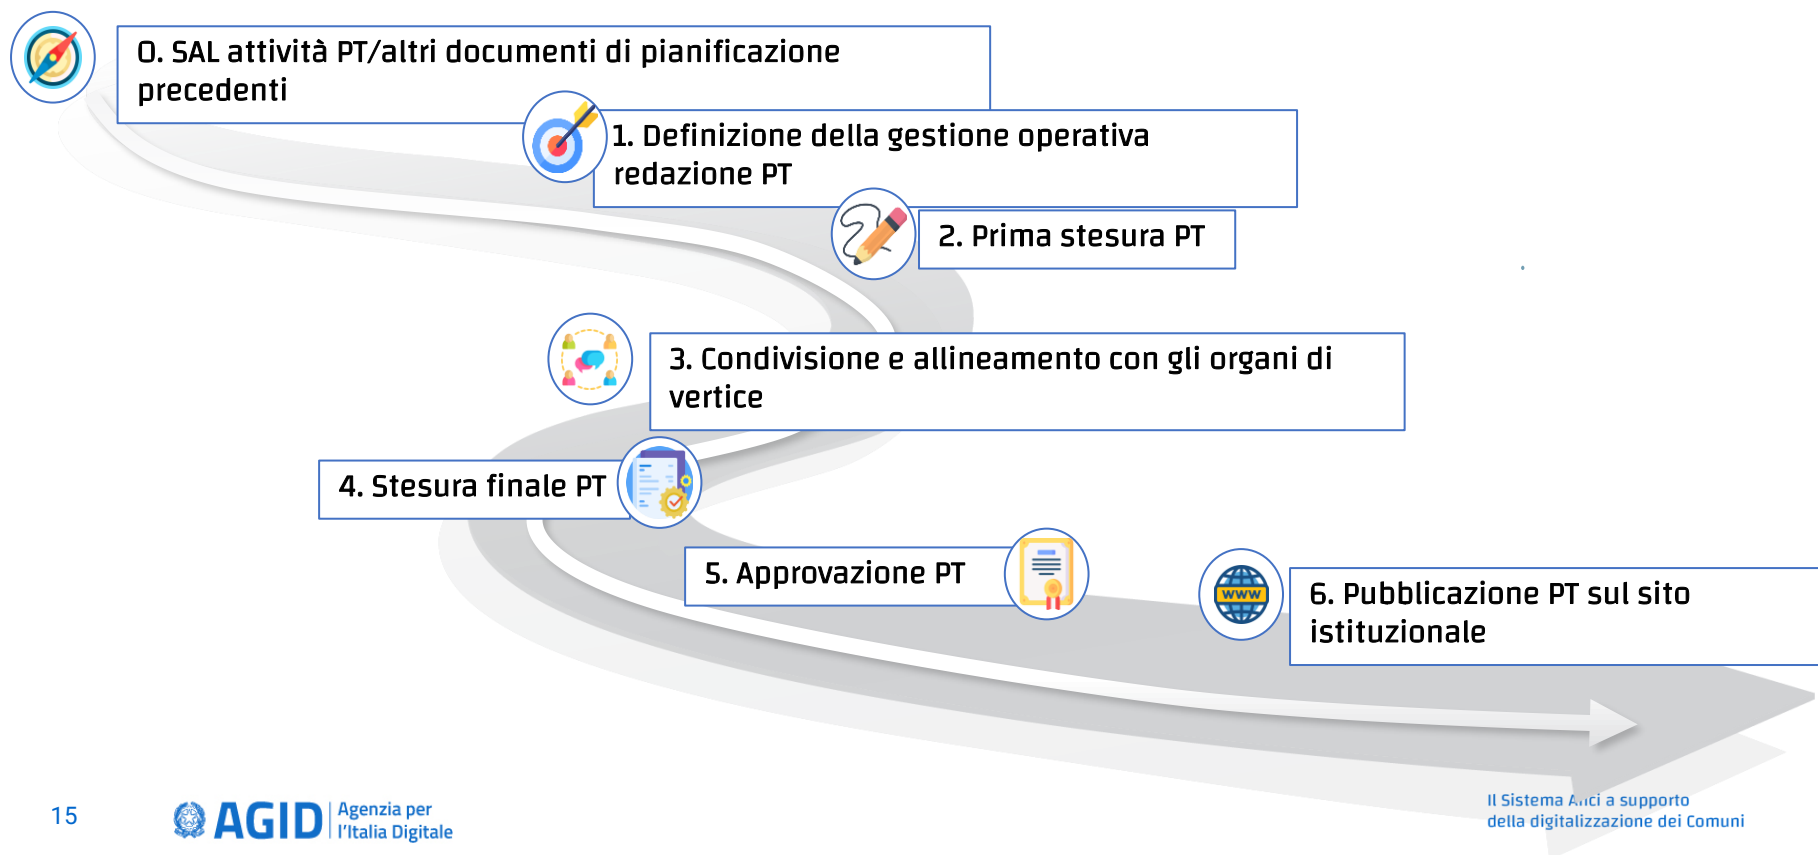 0. SAL attività PT/altri documenti di pianificazione
precedenti
1. Definizione della gestione operativa
redazione PT
2. Prima stesura PT
3. Condivisione e allineamento con gli organi di
vertice
4. Stesura finale PT
5. Approvazione PT
WWW
6. Pubblicazione PT sul sito
istituzionale
15
AGID
Agenzia per
l'Italia Digitale
Il Sistema Anci a supporto
della digitalizzazione dei Comuni